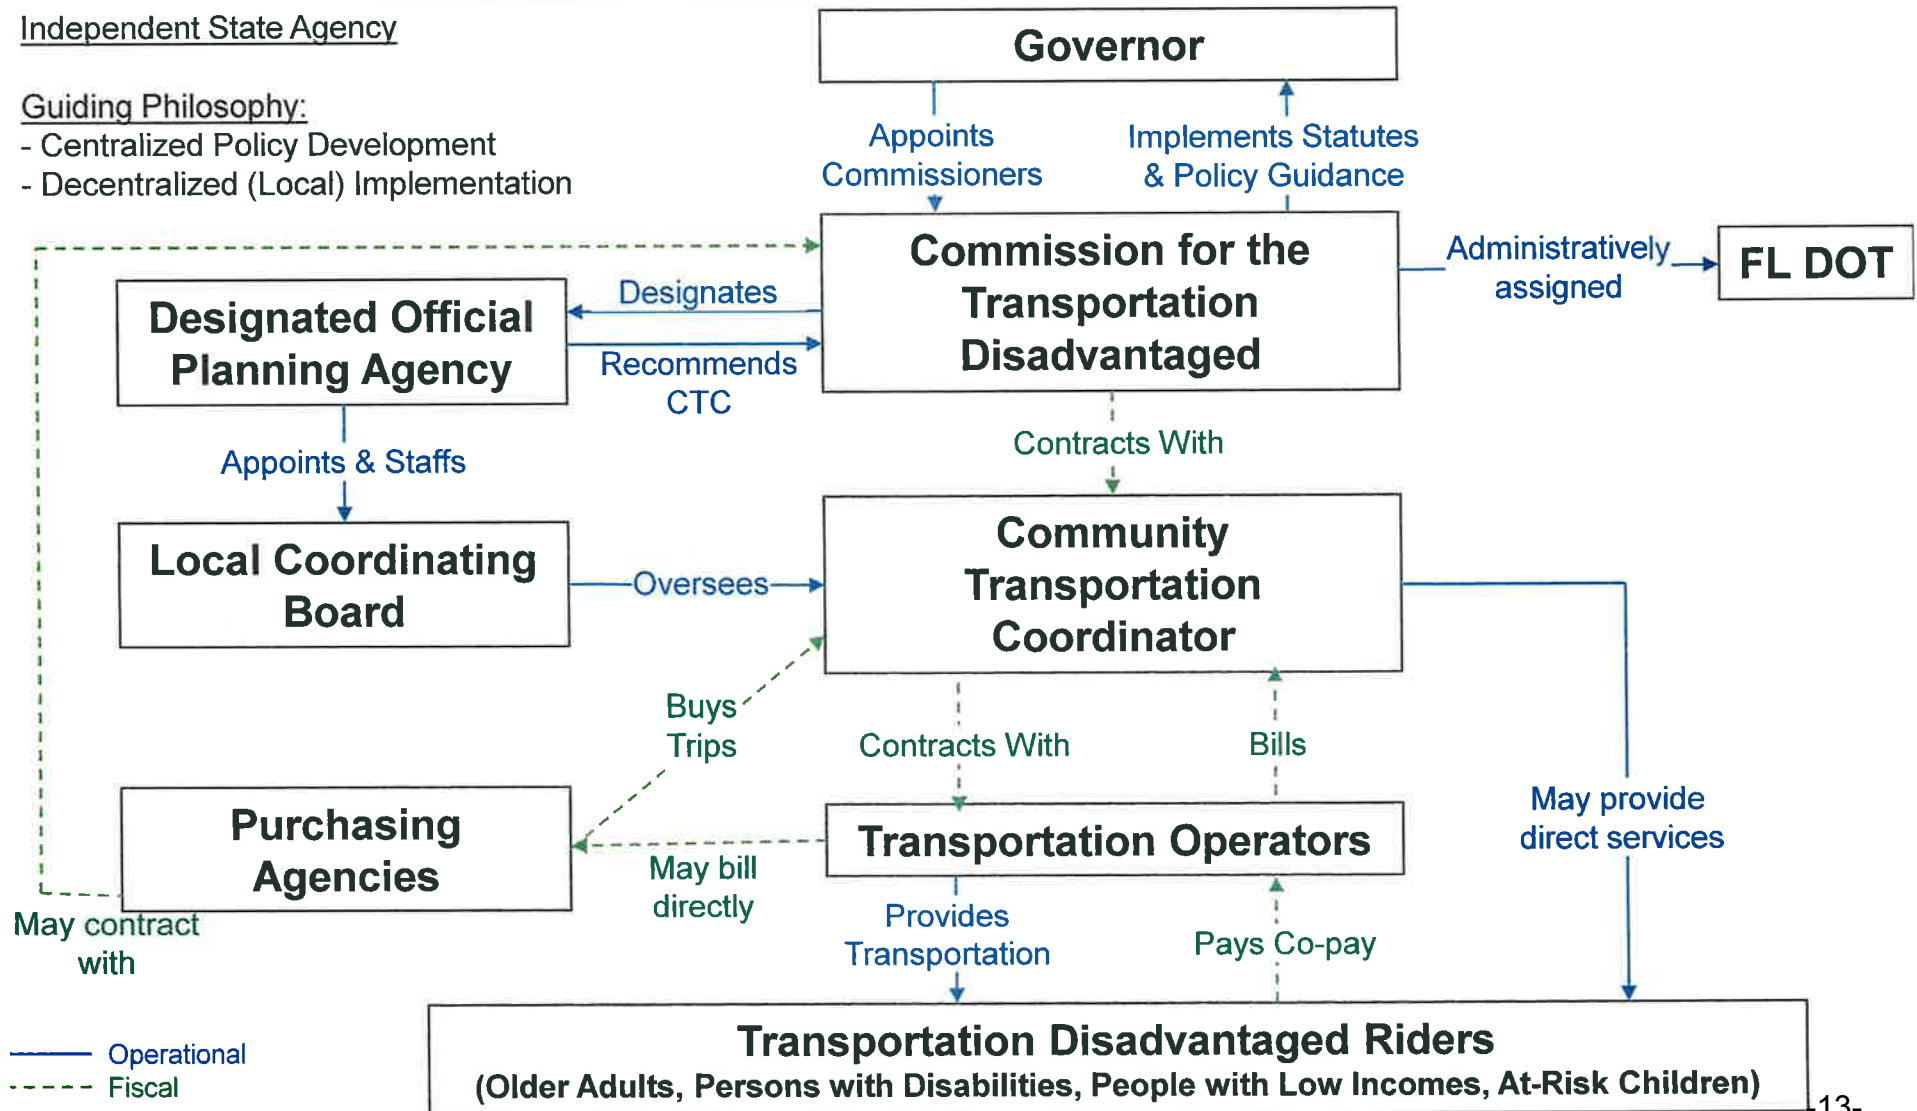 Independent State Agency
Guiding Philosophy:
- Centralized Policy Development
- Decentralized (Local) Implementation
Governor
Appoints
Commissioners
Implements Statutes
& Policy Guidance
Commission for the
Transportation
Disadvantaged
Administratively
assigned
FL DOT
Designated Official
Planning Agency
Designates
Recommends
CTC
Appoints & Staffs
Contracts With
Local Coordinating
Board
Oversees
Community
Transportation
Coordinator
Buys
Trips
Contracts With
Bills
May provide
direct services
Purchasing
Agencies
May bill
directly
Transportation Operators
May contract
with
Provides
Transportation
Pays Co-pay
Transportation Disadvantaged Riders
(Older Adults, Persons with Disabilities, People with Low Incomes, At-Risk Children)
Operational
Fiscal
-13-